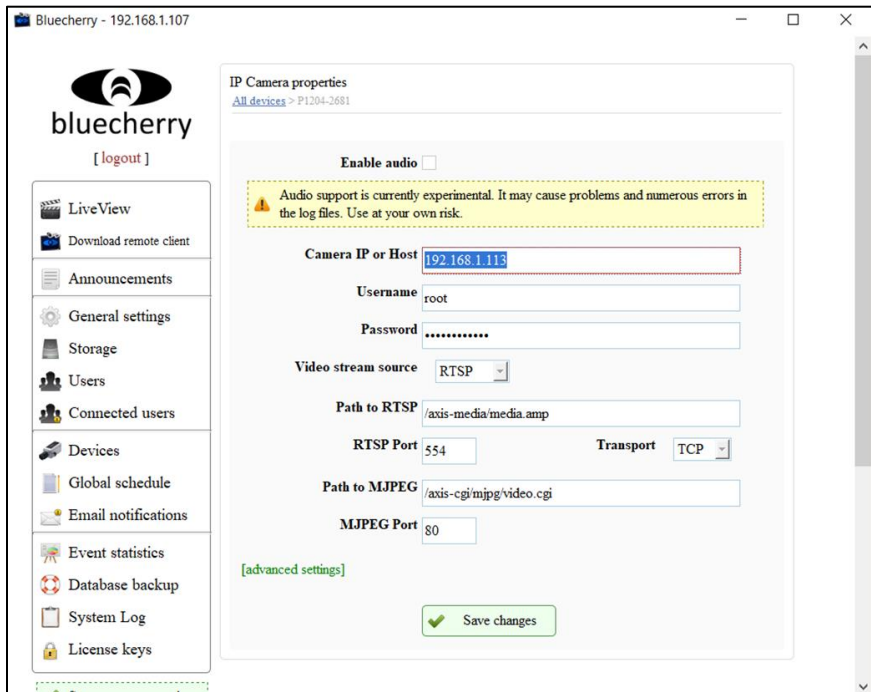 Bluecherry - 192.168.1.107
bluecherry
[ logout ]
LiveView
Download remote client
Announcements
General settings
Storage
Users
Connected users
Devices
Global schedule
Email notifications
Event statistics
Database backup
System Log
License keys
IP Camera properties
All devices > P1204-2681
Enable audio
Audio support is currently experimental. It may cause problems and numerous errors in
the log files. Use at your own risk.
Camera IP or Host 192.168.1.113
Username root
Password ••••••••••••
Video stream source RTSP
Path to RTSP /axis-media/media.amp
RTSP Port 554 Transport TCP
Path to MJPEG /axis-cgi/mjpg/video.cgi
MJPEG Port 80
[advanced settings]
Save changes